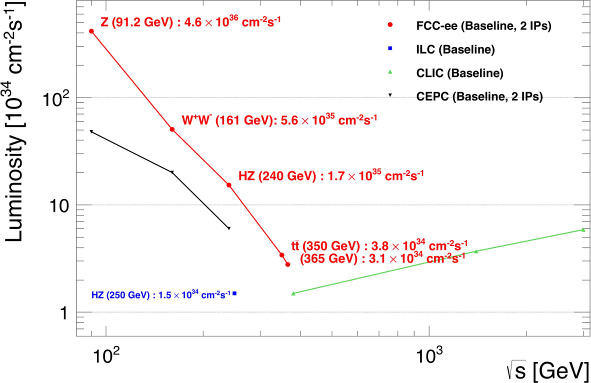 Z (91.2 GeV) : 4.6 × 10³⁶ cm⁻²s⁻¹
FCC-ee (Baseline, 2 IPs)
ILC (Baseline)
CLIC (Baseline)
CEPC (Baseline, 2 IPs)
Luminosity [10³⁴ cm⁻²s⁻¹]
10²
W⁺W⁻ (161 GeV): 5.6 × 10³⁵ cm⁻²s⁻¹
HZ (240 GeV) : 1.7 × 10³⁵ cm⁻²s⁻¹
10
tt̄ (350 GeV) : 3.8 × 10³⁴ cm⁻²s⁻¹
(365 GeV) : 3.1 × 10³⁴ cm⁻²s⁻¹
HZ (250 GeV) : 1.5 × 10³⁴ cm⁻²s⁻¹
1
10²
10³
√s [GeV]